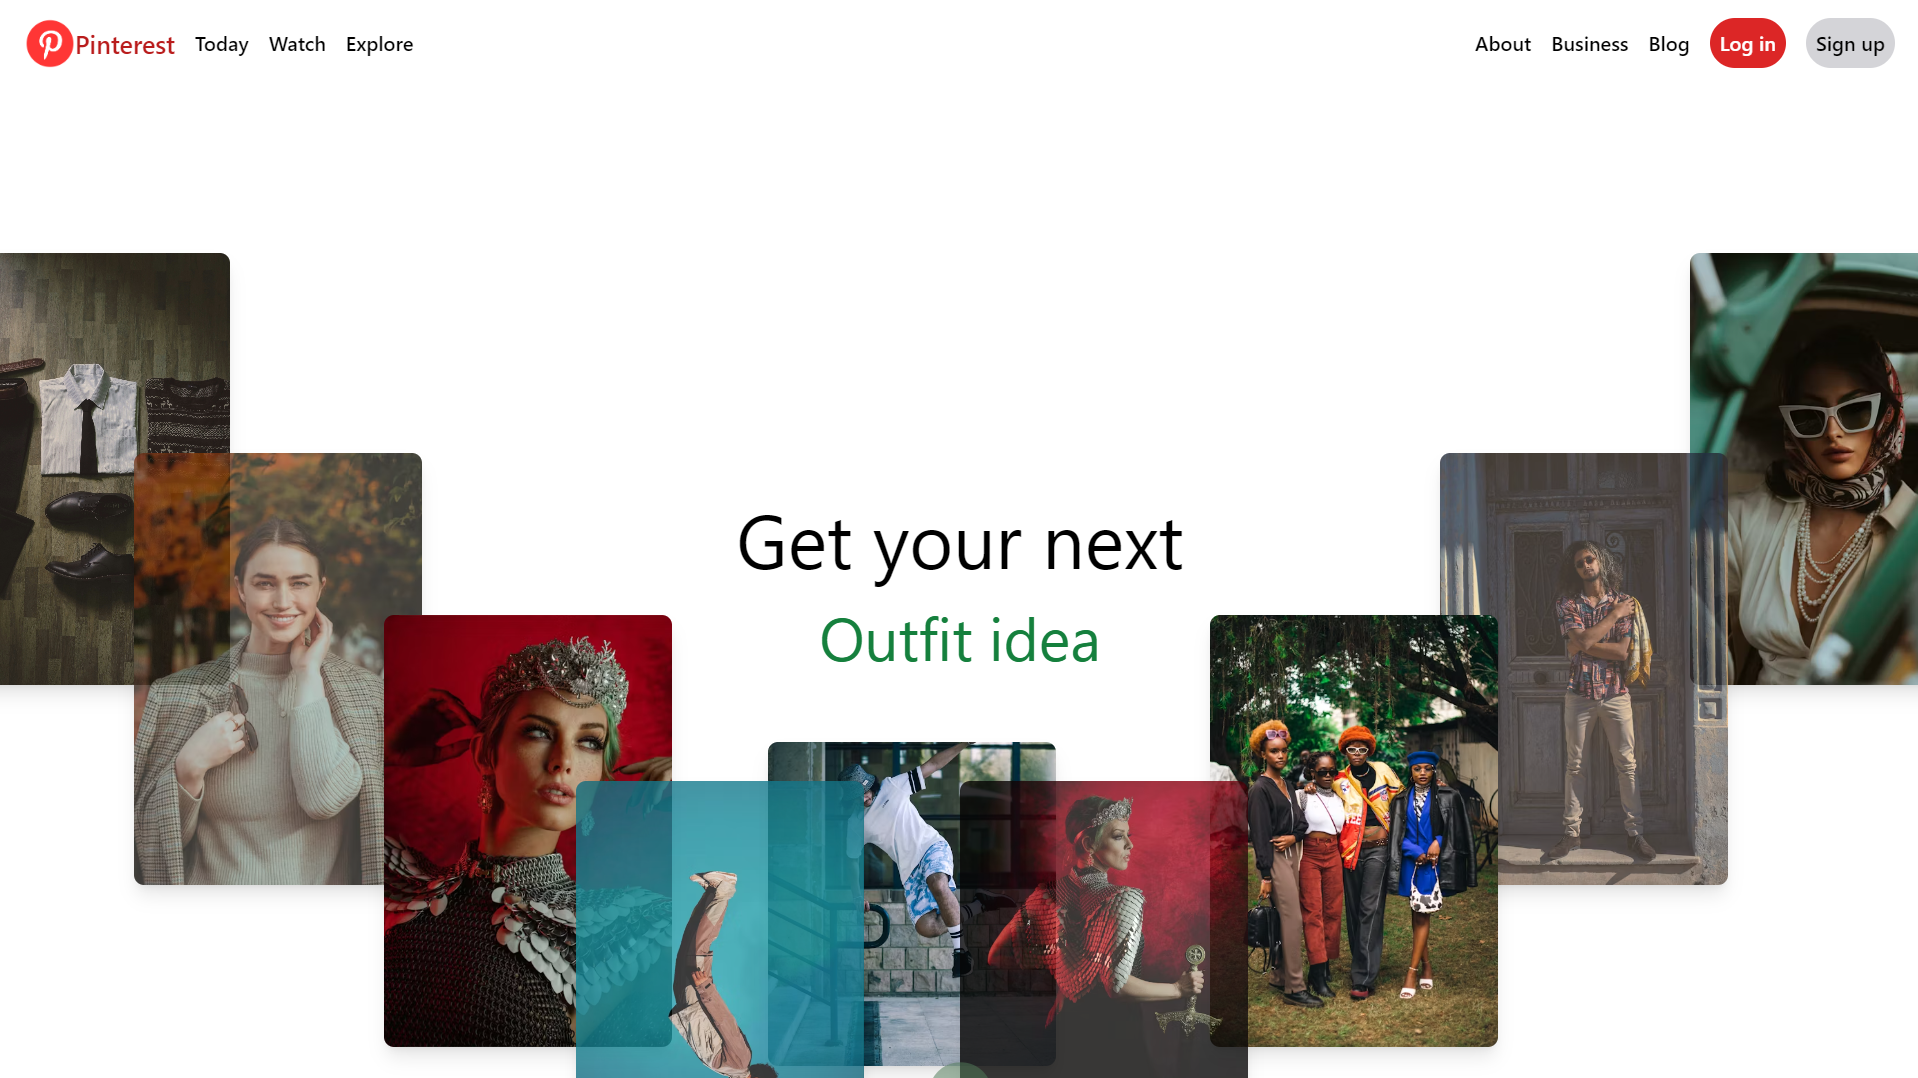 Pinterest Today Watch Explore About Business Blog Log in Sign up
Get your next
Outfit idea